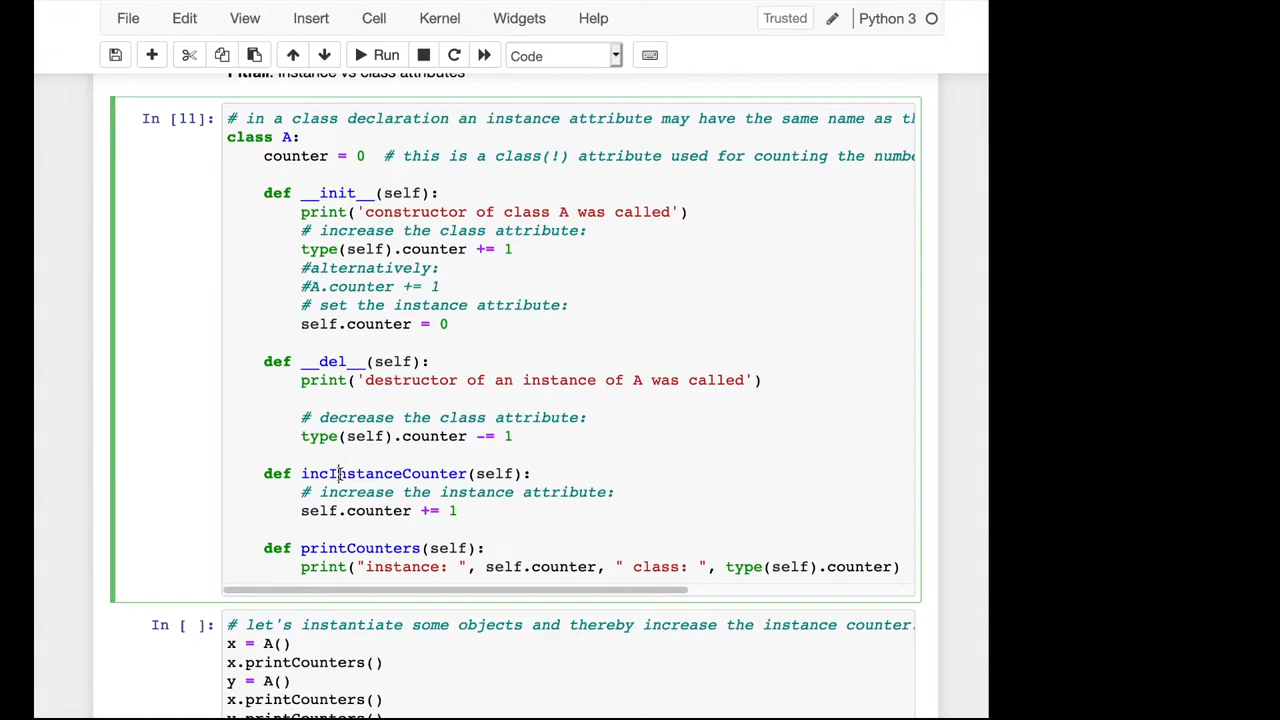 File Edit View Insert Cell Kernel Widgets Help Trusted Python 3
Run Code
Pitfall: instance vs class attributes
In [11]:
# in a class declaration an instance attribute may have the same name as th
class A:
counter = 0 # this is a class(!) attribute used for counting the numbe
def __init__(self):
print('constructor of class A was called')
# increase the class attribute:
type(self).counter += 1
#alternatively:
#A.counter += 1
# set the instance attribute:
self.counter = 0
def __del__(self):
print('destructor of an instance of A was called')
# decrease the class attribute:
type(self).counter -= 1
def incInstanceCounter(self):
# increase the instance attribute:
self.counter += 1
def printCounters(self):
print("instance: ", self.counter, " class: ", type(self).counter)
In [ ]:
# let's instantiate some objects and thereby increase the instance counter
x = A()
x.printCounters()
y = A()
x.printCounters()